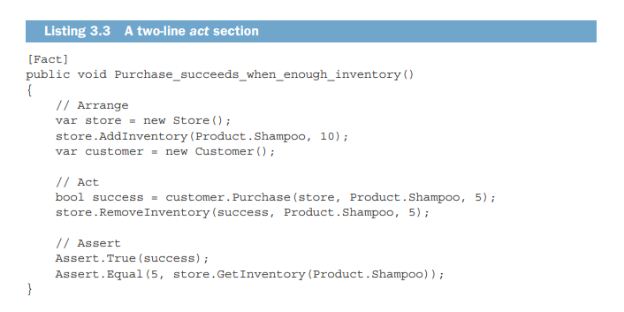 Listing 3.3 A two-line act section
[Fact]
public void Purchase_succeeds_when_enough_inventory()
{
// Arrange
var store = new Store();
store.AddInventory(Product.Shampoo, 10);
var customer = new Customer();
// Act
bool success = customer.Purchase(store, Product.Shampoo, 5);
store.RemoveInventory(success, Product.Shampoo, 5);
// Assert
Assert.True(success);
Assert.Equal(5, store.GetInventory(Product.Shampoo));
}